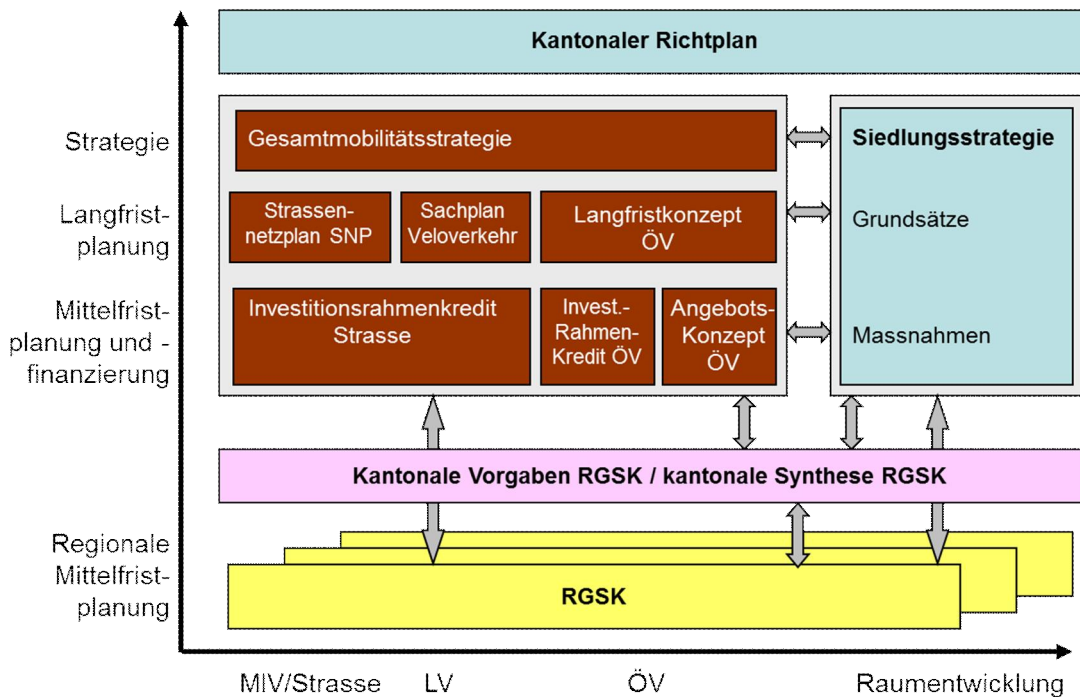 Kantonaler Richtplan
Strategie
Gesamtmobilitätsstrategie
Siedlungsstrategie
Langfrist-
planung
Strassen-
netzplan SNP
Sachplan
Veloverkehr
Langfristkonzept
ÖV
Grundsätze
Mittelfrist-
planung und -
finanzierung
Investitionsrahmenkredit
Strasse
Invest.-
Rahmen-
Kredit ÖV
Angebots-
Konzept
ÖV
Massnahmen
Kantonale Vorgaben RGSK / kantonale Synthese RGSK
Regionale
Mittelfrist-
planung
RGSK
MIV/Strasse
LV
ÖV
Raumentwicklung